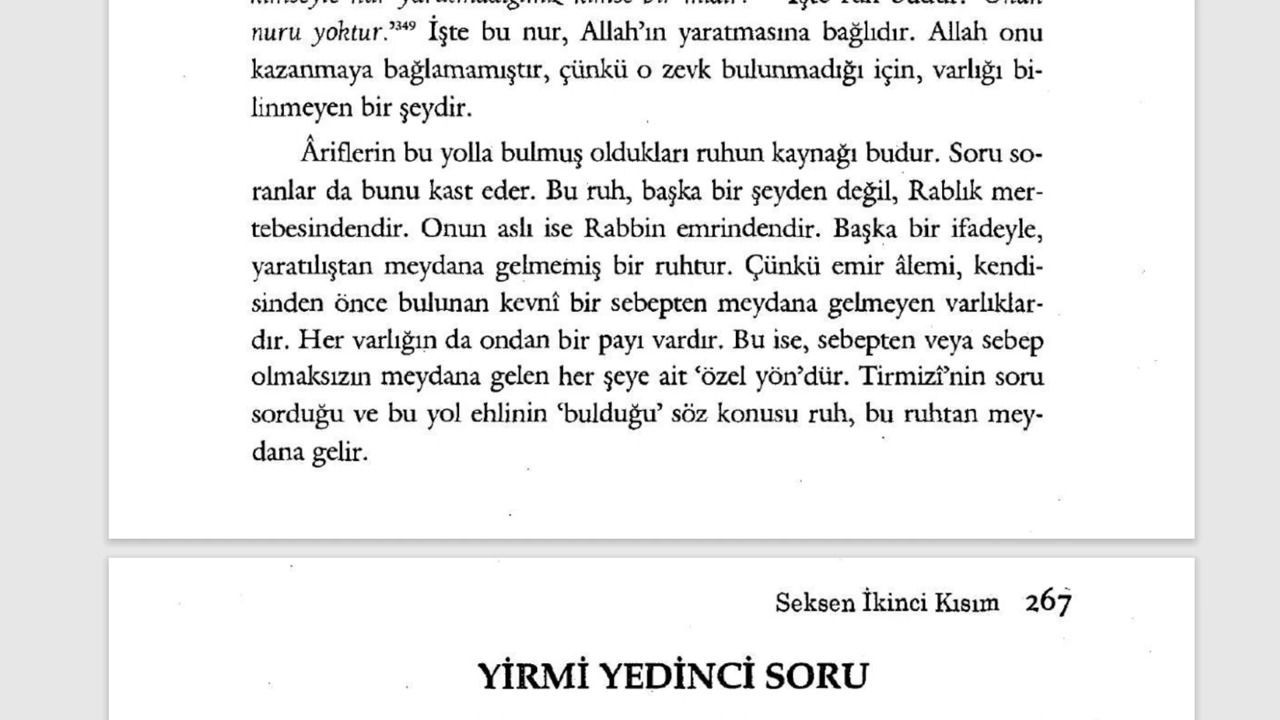 nuru yoktur.’³⁴⁹ İşte bu nur, Allah’ın yaratmasına bağlıdır. Allah onu
kazanmaya bağlamamıştır, çünkü o zevk bulunmadığı için, varlığı bi-
linmeyen bir şeydir.
Âriflerin bu yolla bulmuş oldukları ruhun kaynağı budur. Soru so-
ranlar da bunu kast eder. Bu ruh, başka bir şeyden değil, Rablık mer-
tebesindendir. Onun aslı ise Rabbin emrindendir. Başka bir ifadeyle,
yaratılıştan meydana gelmemiş bir ruhtur. Çünkü emir âlemi, kendi-
sinden önce bulunan kevnî bir sebepten meydana gelmeyen varlıklar-
dır. Her varlığın da ondan bir payı vardır. Bu ise, sebepten veya sebep
olmaksızın meydana gelen her şeye ait ‘özel yön’dür. Tirmizî’nin soru
sorduğu ve bu yol ehlinin ‘bulduğu’ söz konusu ruh, bu ruhtan mey-
dana gelir.
Seksen İkinci Kısım 267
YİRMİ YEDİNCİ SORU